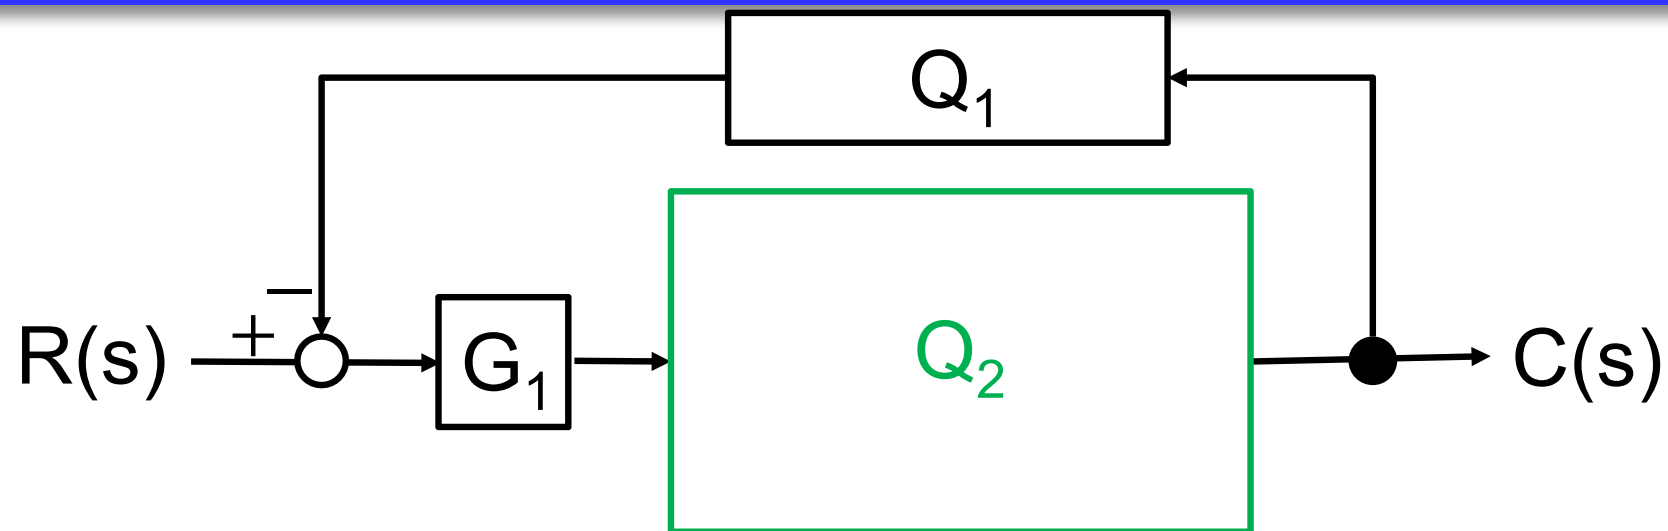 Q₁
−
+
R(s)
G₁
Q₂
C(s)